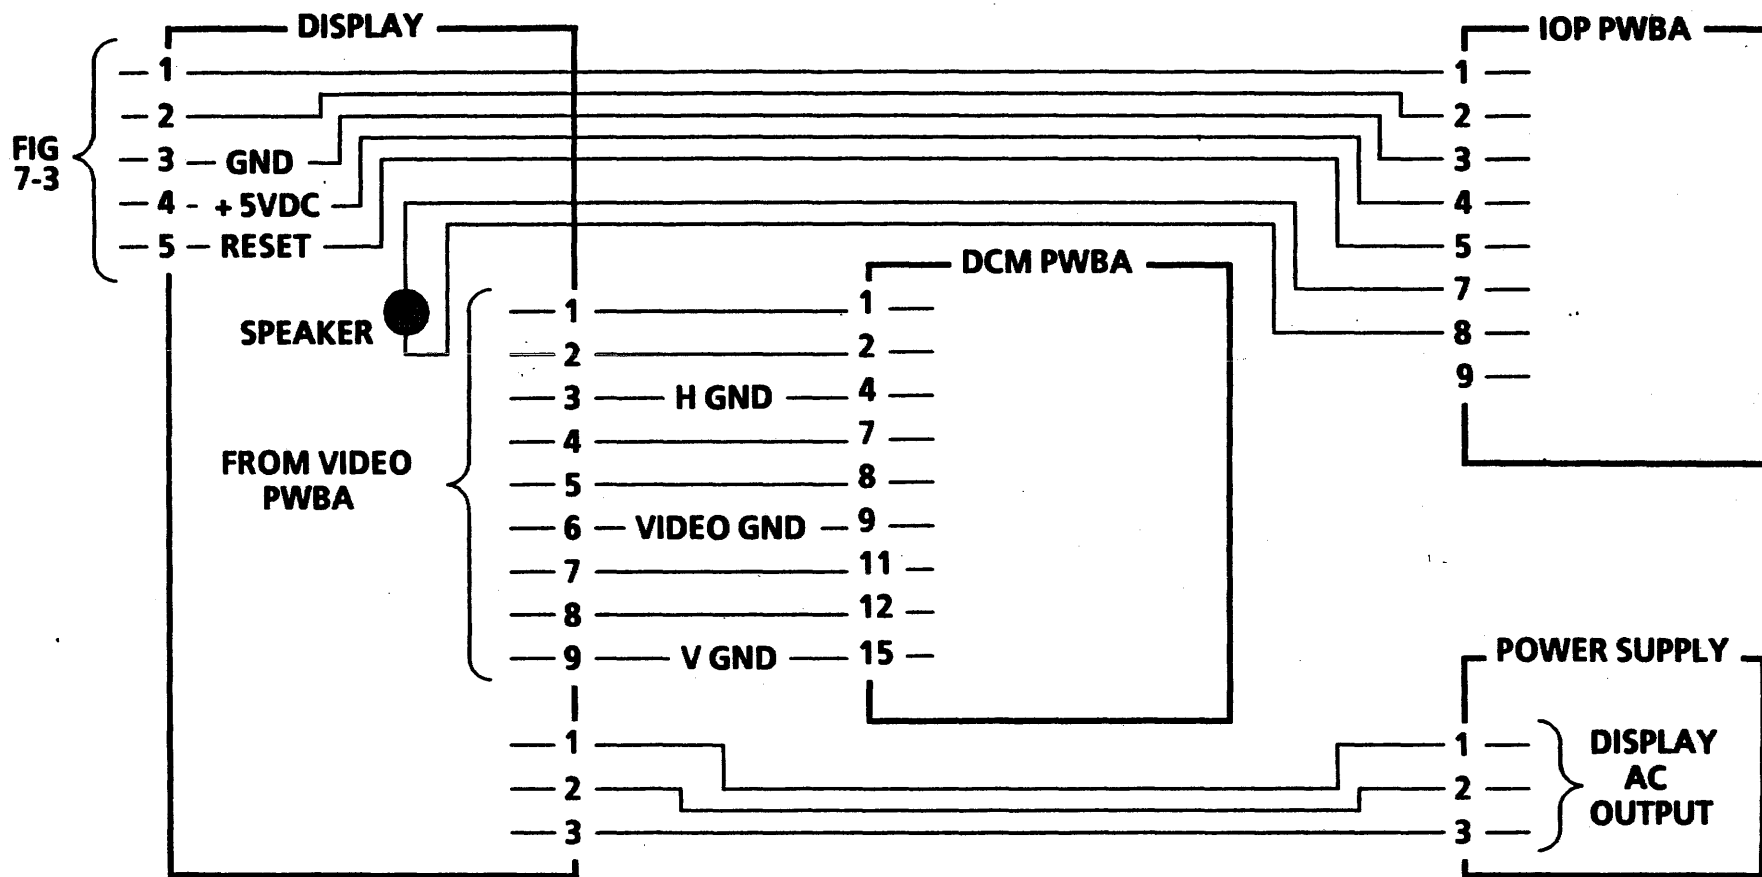 DISPLAY
IOP PWBA
FIG
7-3
1
2
3 GND
4 + 5VDC
5 RESET
1
2
3
4
5
7
8
9
SPEAKER
DCM PWBA
FROM VIDEO
PWBA
1 1
2 2
3 H GND 4
4 7
5 8
6 VIDEO GND 9
7 11
8 12
9 V GND 15
POWER SUPPLY
1 1
2 2
3 3
DISPLAY
AC
OUTPUT